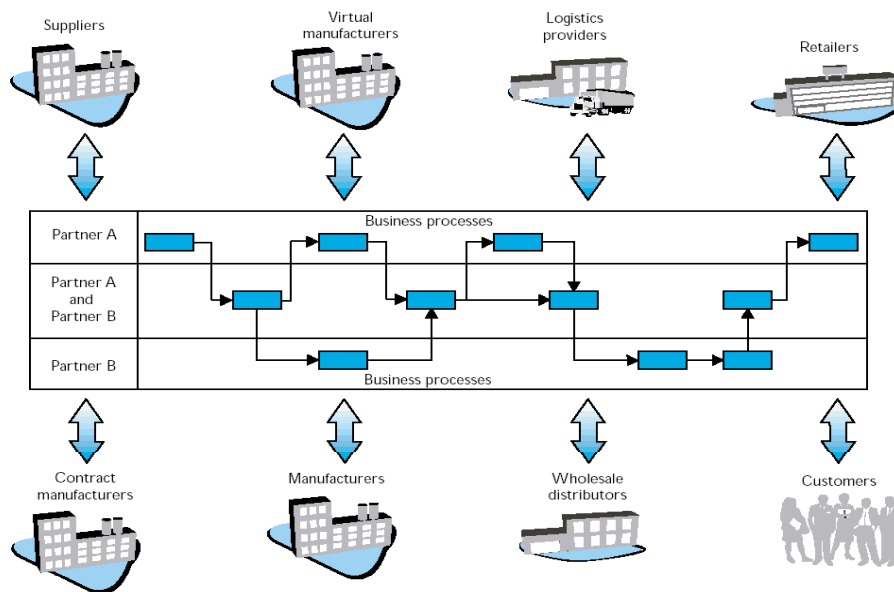 Suppliers
Virtual
manufacturers
Logistics
providers
Retailers
Partner A
Business processes
Partner A
and
Partner B
Partner B
Business processes
Contract
manufacturers
Manufacturers
Wholesale
distributors
Customers